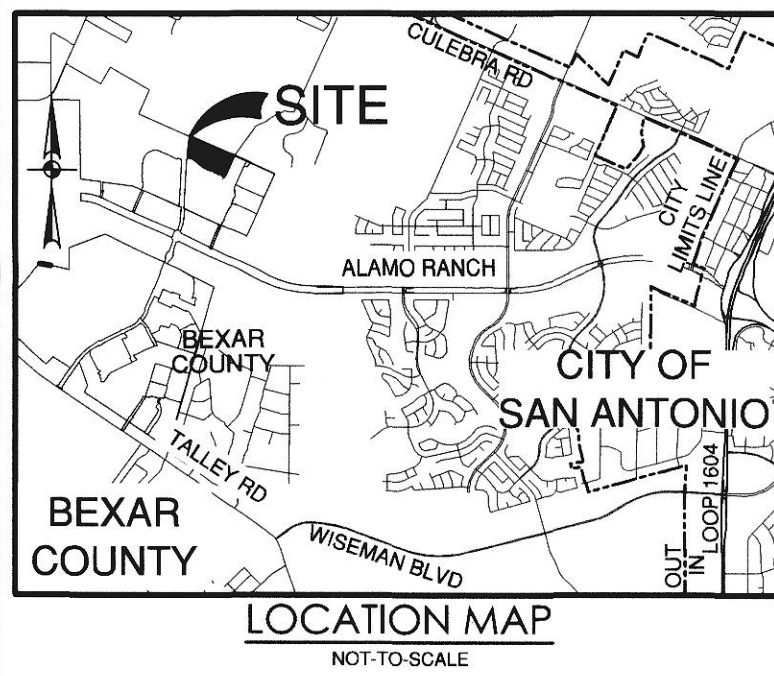 CULEBRA RD
SITE
CITY
LIMITS LINE
ALAMO RANCH
BEXAR
COUNTY
CITY OF
SAN ANTONIO
TALLEY RD
LOOP 1604
BEXAR
COUNTY
WISEMAN BLVD
OUT
IN
LOCATION MAP
NOT-TO-SCALE